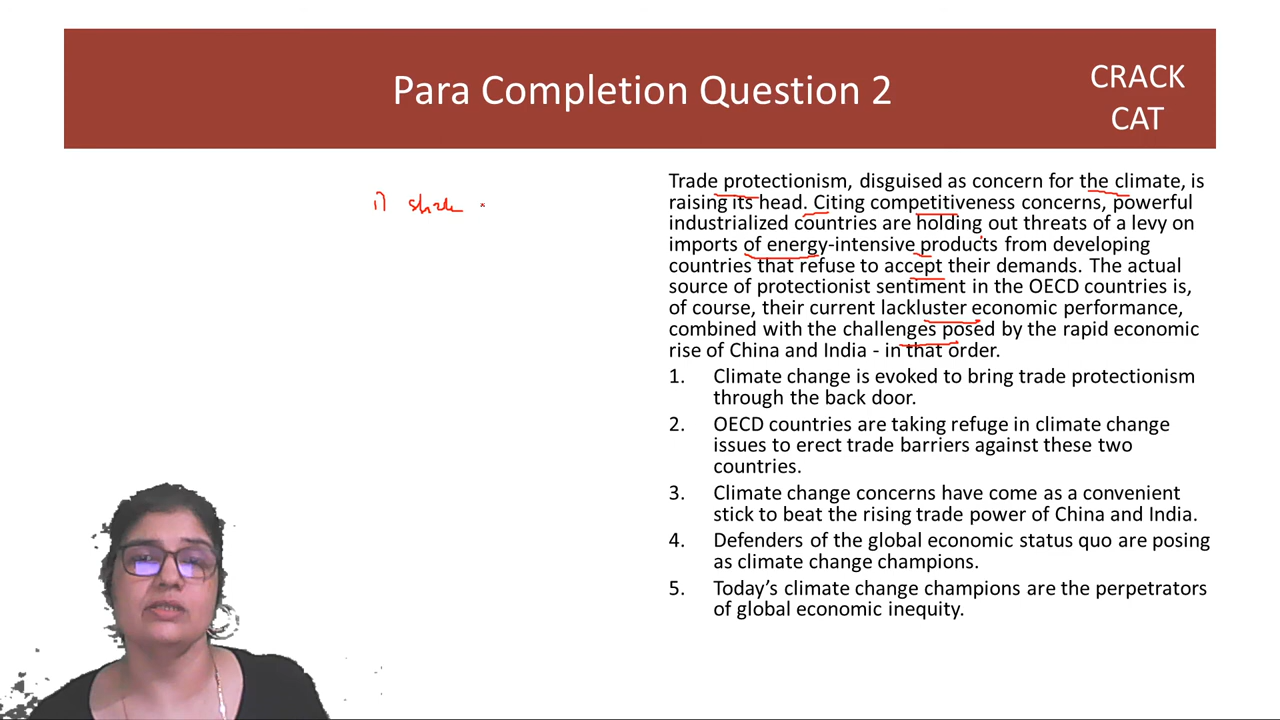 Para Completion Question 2
CRACK
CAT
Trade protectionism, disguised as concern for the climate, is
raising its head. Citing competitiveness concerns, powerful
industrialized countries are holding out threats of a levy on
imports of energy-intensive products from developing
countries that refuse to accept their demands. The actual
source of protectionist sentiment in the OECD countries is,
of course, their current lackluster economic performance,
combined with the challenges posed by the rapid economic
rise of China and India - in that order.
1. Climate change is evoked to bring trade protectionism
through the back door.
2. OECD countries are taking refuge in climate change
issues to erect trade barriers against these two
countries.
3. Climate change concerns have come as a convenient
stick to beat the rising trade power of China and India.
4. Defenders of the global economic status quo are posing
as climate change champions.
5. Today's climate change champions are the perpetrators
of global economic inequity.